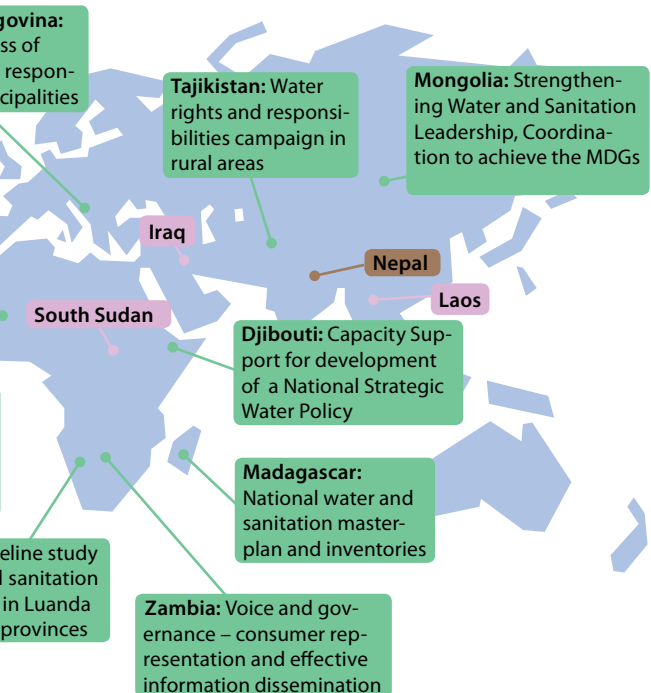 govina:
ss of
respon-
cipalities
Tajikistan: Water
rights and responsi-
bilities campaign in
rural areas
Mongolia: Strengthen-
ing Water and Sanitation
Leadership, Coordina-
tion to achieve the MDGs
Iraq
Nepal
Laos
South Sudan
Djibouti: Capacity Sup-
port for development
of a National Strategic
Water Policy
Madagascar:
National water and
sanitation master-
plan and inventories
eline study
l sanitation
in Luanda
provinces
Zambia: Voice and gov-
ernance – consumer rep-
resentation and effective
information dissemination